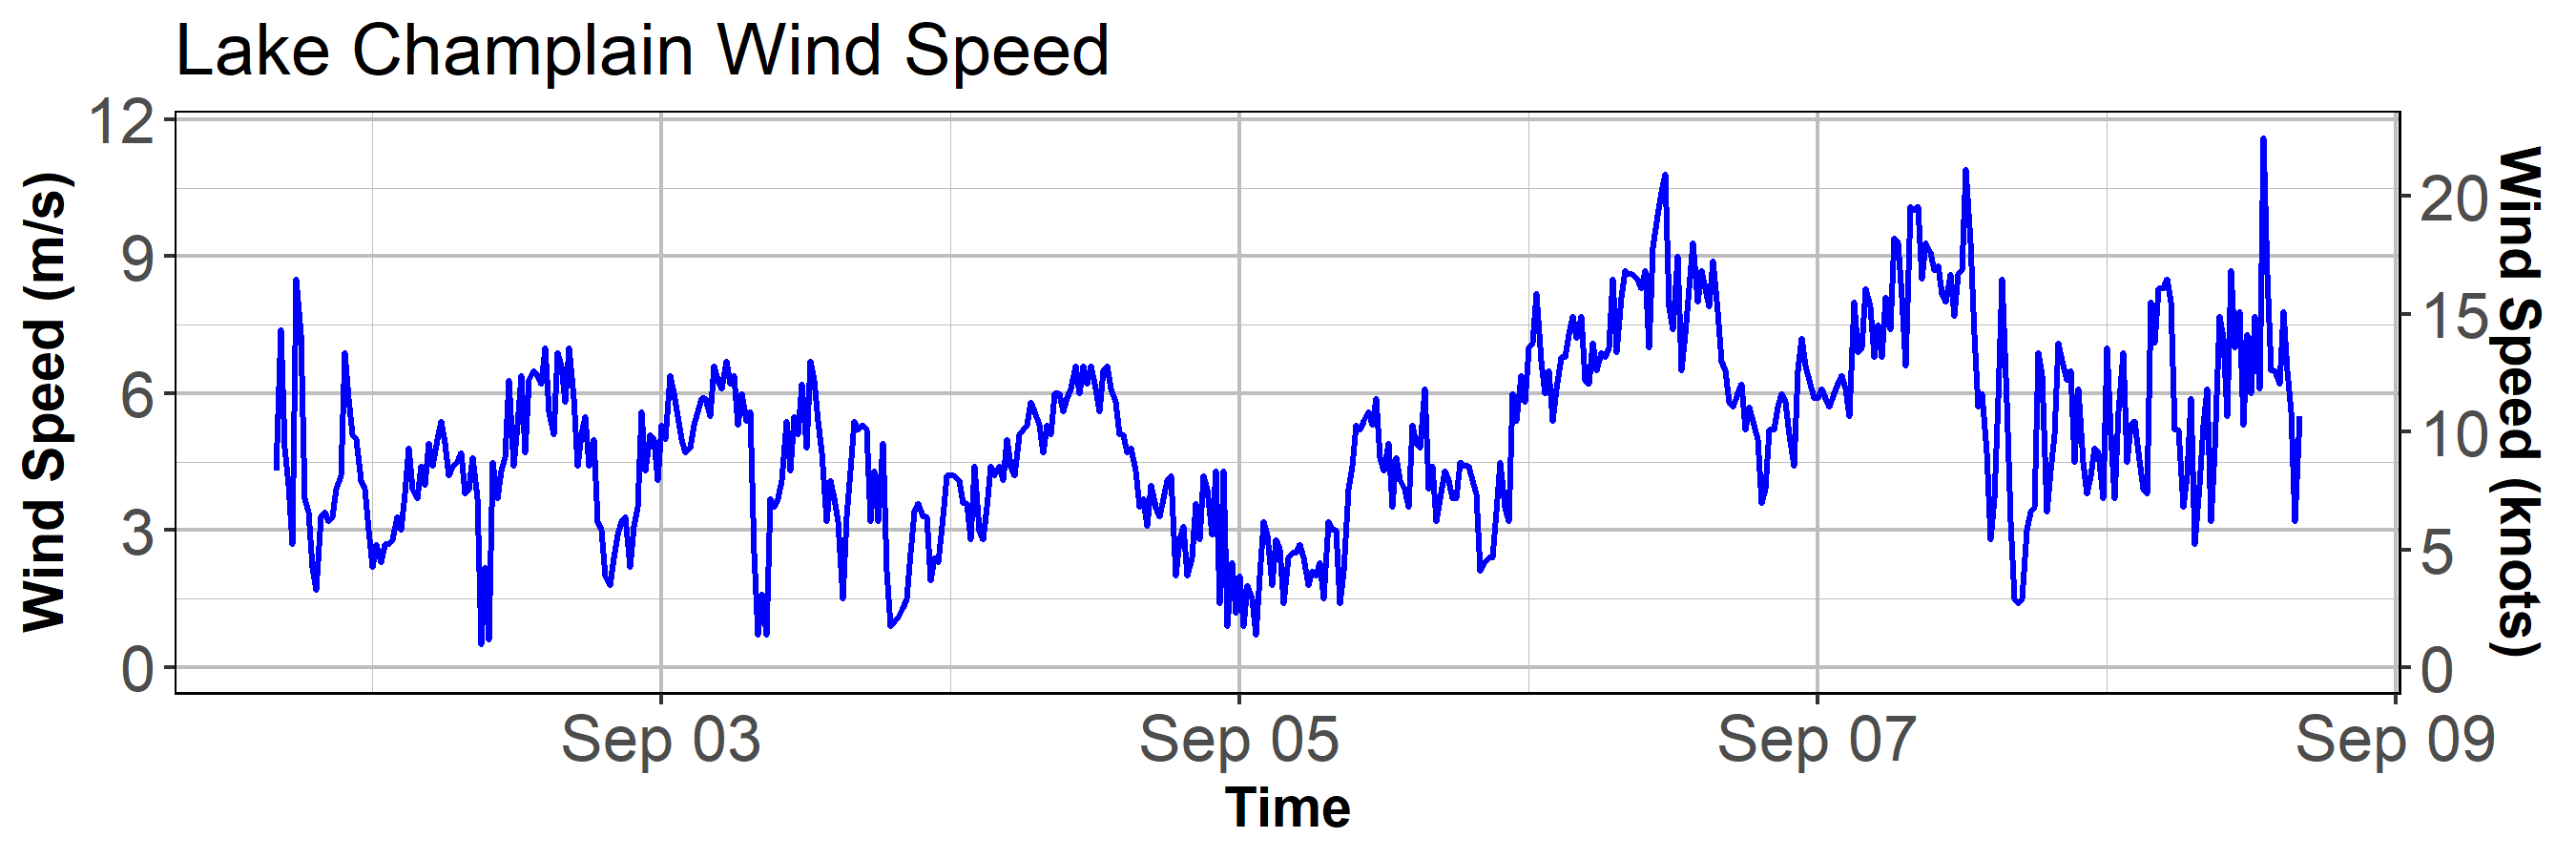 Lake Champlain Wind Speed
Wind Speed (m/s)
12
9
6
3
0
Wind Speed (knots)
20
15
10
5
0
Sep 03
Sep 05
Sep 07
Sep 09
Time